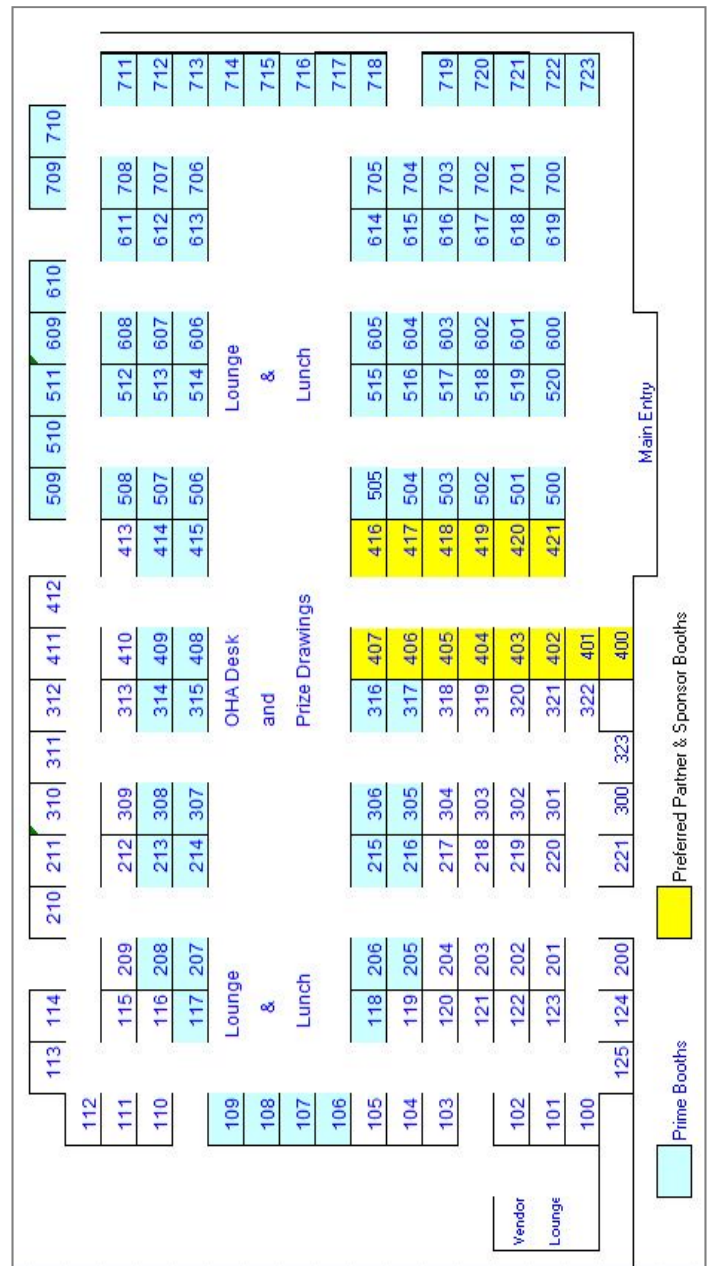 113 114 210 211 310 311 312 411 412 509 510 511 609 610 709 710
112
111 115 209 212 309 313 410 413 508 512 608 611 708 711
110 116 208 213 308 314 409 414 507 513 607 612 707 712
117 207 214 307 315 408 415 506 514 606 613 706 713
109 Lounge OHA Desk Lounge 714
108 & and & 715
107 Lunch Prize Drawings Lunch 716
106 717
105 118 206 215 306 316 407 416 505 515 605 614 705 718
104 119 205 216 305 317 406 417 504 516 604 615 704
103 120 204 217 304 318 405 418 503 517 603 616 703 719
121 203 218 303 319 404 419 502 518 602 617 702 720
Vendor 102 122 202 219 302 320 403 420 501 519 601 618 701 721
Lounge 101 123 201 220 301 321 402 421 500 520 600 619 700 722
100 322 401 723
125 124 200 221 300 323 400
Main Entry
Prime Booths Preferred Partner & Sponsor Booths